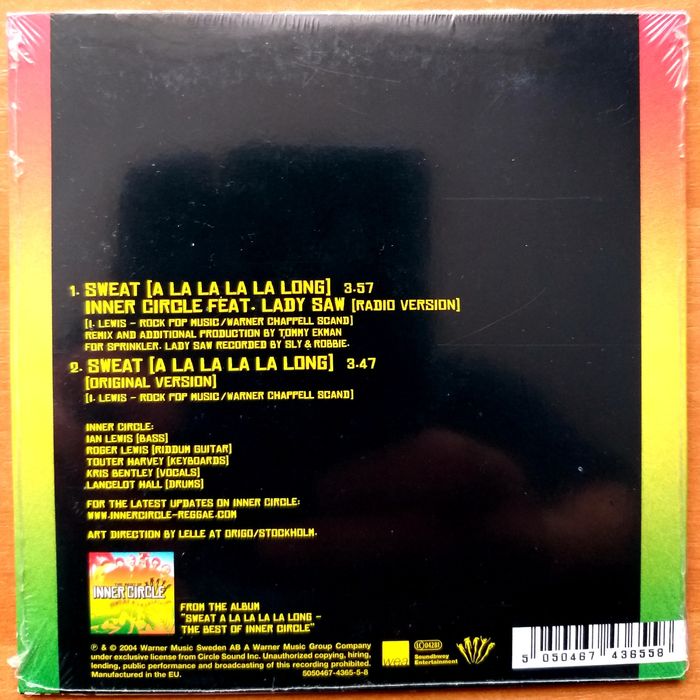 1. SWEAT [A LA LA LA LA LONG] 3:57
INNER CIRCLE FEAT. LADY SAW [RADIO VERSION]
[I. LEWIS – ROCK POP MUSIC/WARNER CHAPPELL SCAND]
REMIX AND ADDITIONAL PRODUCTION BY TOMMY EKMAN
FOR SPRINKLER. LADY SAW RECORDED BY SLY & ROBBIE.
2. SWEAT [A LA LA LA LA LONG] 3.47
[ORIGINAL VERSION]
[I. LEWIS – ROCK POP MUSIC/WARNER CHAPPELL SCAND]
INNER CIRCLE:
IAN LEWIS [BASS]
ROGER LEWIS [RIDDUM GUITAR]
TOUTER HARVEY [KEYBOARDS]
KRIS BENTLEY [VOCALS]
LANCELOT HALL [DRUMS]
FOR THE LATEST UPDATES ON INNER CIRCLE:
WWW.INNERCIRCLE-REGGAE.COM
ART DIRECTION BY LELLE AT ORIGO/STOCKHOLM.
INNER CIRCLE
FROM THE ALBUM
"SWEAT A LA LA LA LA LONG –
THE BEST OF INNER CIRCLE"
℗ & © 2004 Warner Music Sweden AB A Warner Music Group Company
under exclusive license from Circle Sound Inc. Unauthorized copying, hiring,
lending, public performance and broadcasting of this recording prohibited.
Manufactured in the EU. 5050467-4365-5-8
wea
LC 04281
Soundbwoy
Entertainment
5 050467 436558